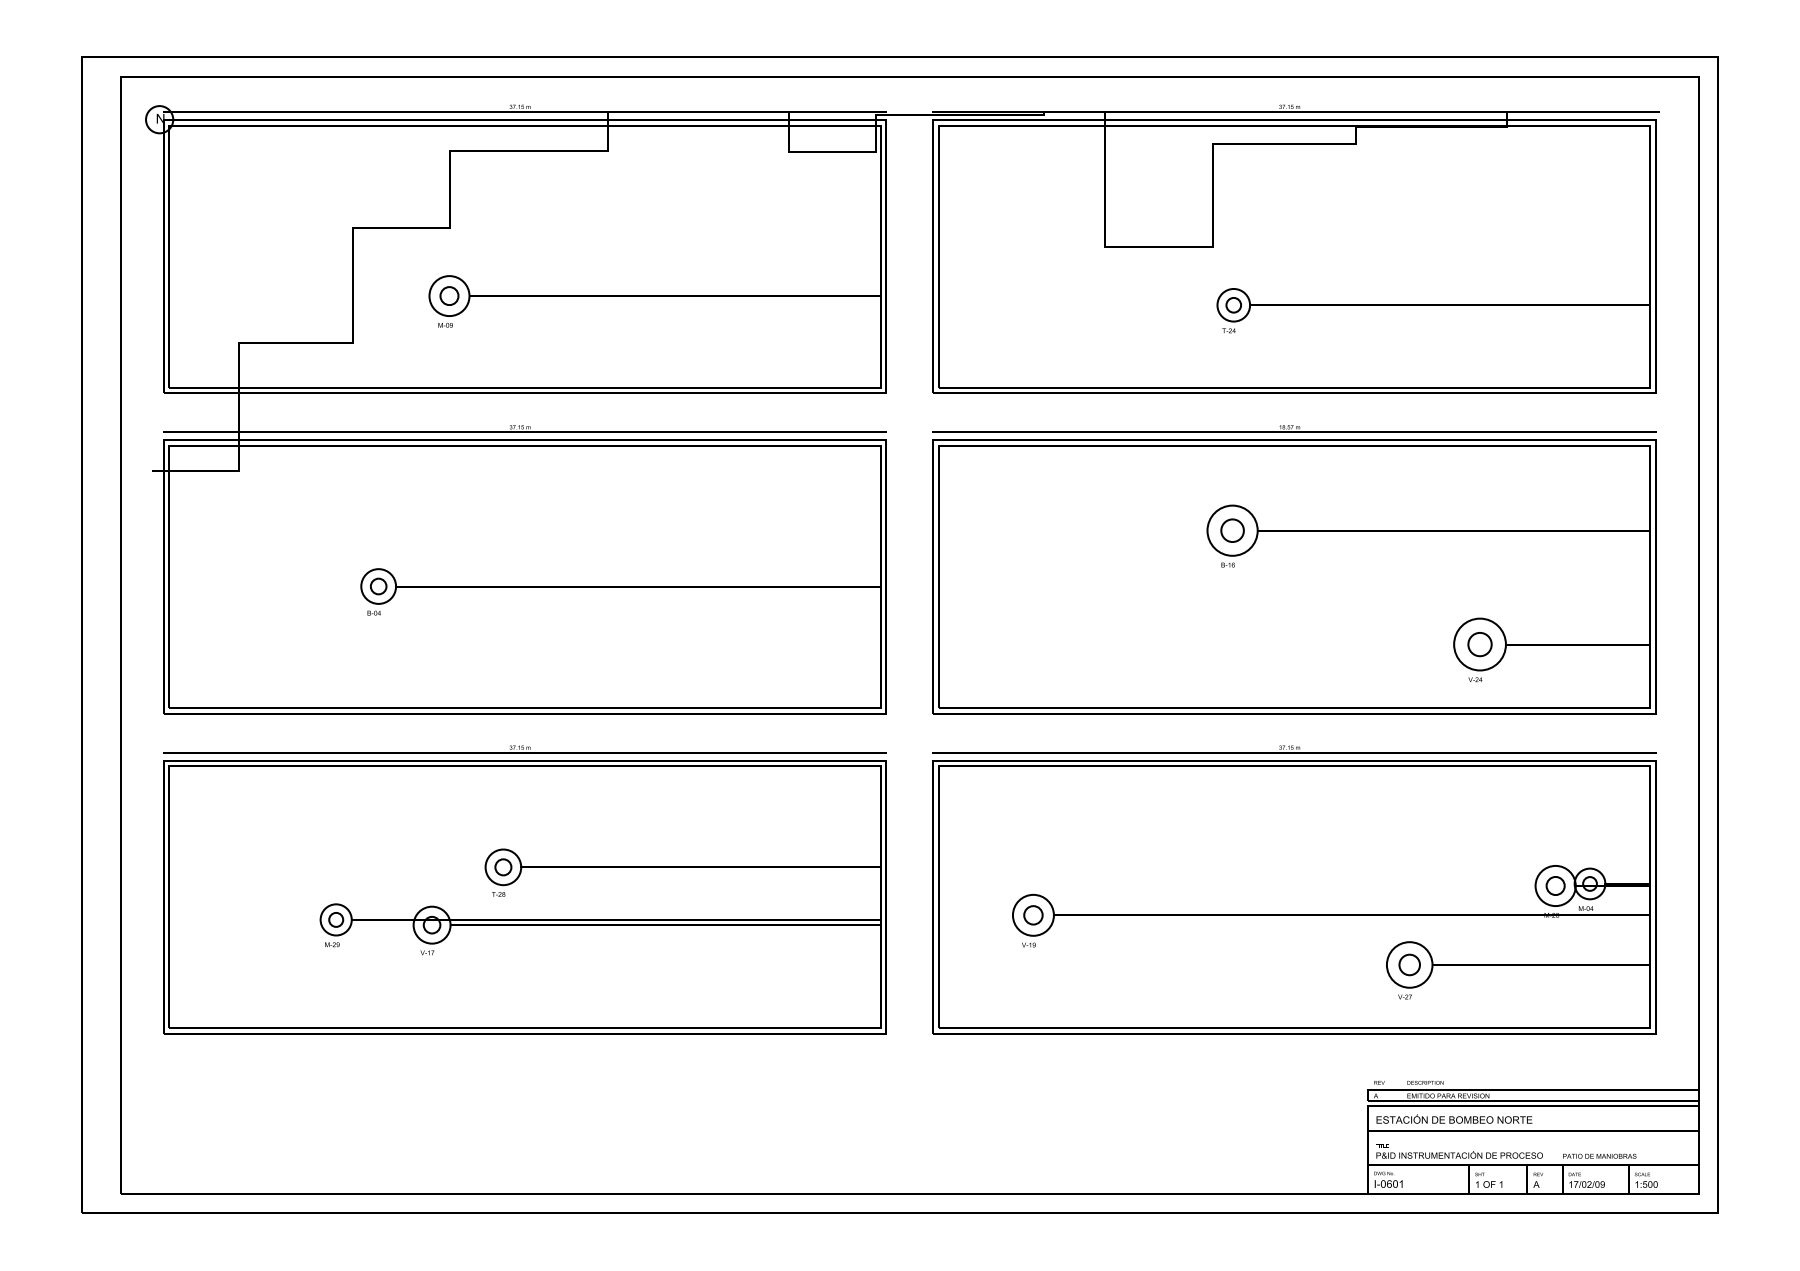 N
37.15 m
37.15 m
M-09
T-24
37.15 m
18.57 m
B-16
B-04
V-24
37.15 m
37.15 m
T-28
M-04
M-29
V-17
V-19
V-27
REV DESCRIPTION
A EMITIDO PARA REVISION
ESTACIÓN DE BOMBEO NORTE
TITLE
P&ID INSTRUMENTACIÓN DE PROCESO PATIO DE MANIOBRAS
DWG No. SHT REV DATE SCALE
I-0601 1 OF 1 A 17/02/09 1:500